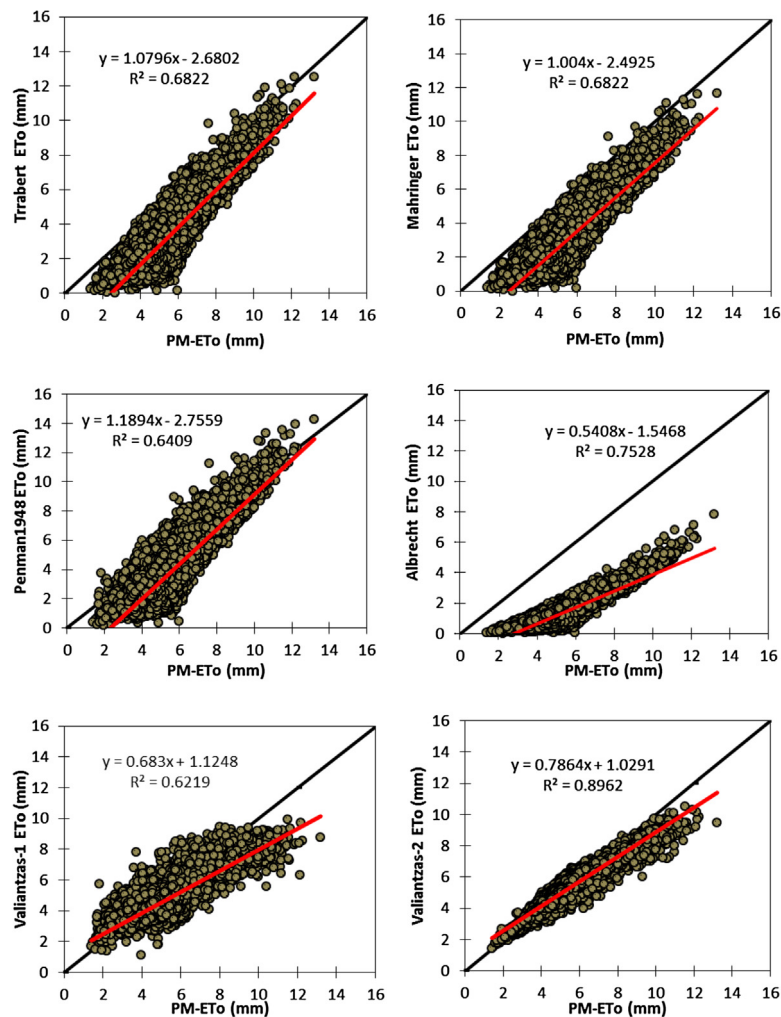 y = 1.0796x - 2.6802
R² = 0.6822
Trrabert ETo (mm)
16
14
12
10
8
6
4
2
0
0 2 4 6 8 10 12 14 16
PM-ETo (mm)
y = 1.004x - 2.4925
R² = 0.6822
Mahringer ETo (mm)
16
14
12
10
8
6
4
2
0
0 2 4 6 8 10 12 14 16
PM-ETo (mm)
y = 1.1894x - 2.7559
R² = 0.6409
Penman1948 ETo (mm)
16
14
12
10
8
6
4
2
0
0 2 4 6 8 10 12 14 16
PM-ETo (mm)
y = 0.5408x - 1.5468
R² = 0.7528
Albrecht ETo (mm)
16
14
12
10
8
6
4
2
0
0 2 4 6 8 10 12 14 16
PM-ETo (mm)
y = 0.683x + 1.1248
R² = 0.6219
Valiantzas-1 ETo (mm)
16
14
12
10
8
6
4
2
0
0 2 4 6 8 10 12 14 16
PM-ETo (mm)
y = 0.7864x + 1.0291
R² = 0.8962
Valiantzas-2 ETo (mm)
16
14
12
10
8
6
4
2
0
0 2 4 6 8 10 12 14 16
PM-ETo (mm)